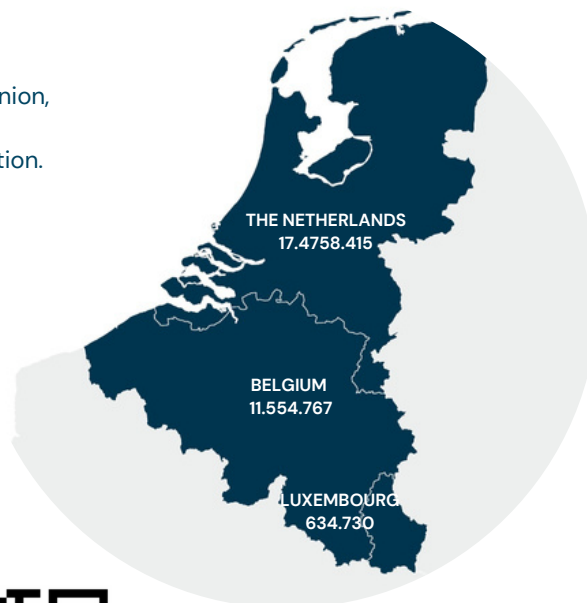 nion,
tion.
THE NETHERLANDS
17.4758.415
BELGIUM
11.554.767
LUXEMBOURG
634.730